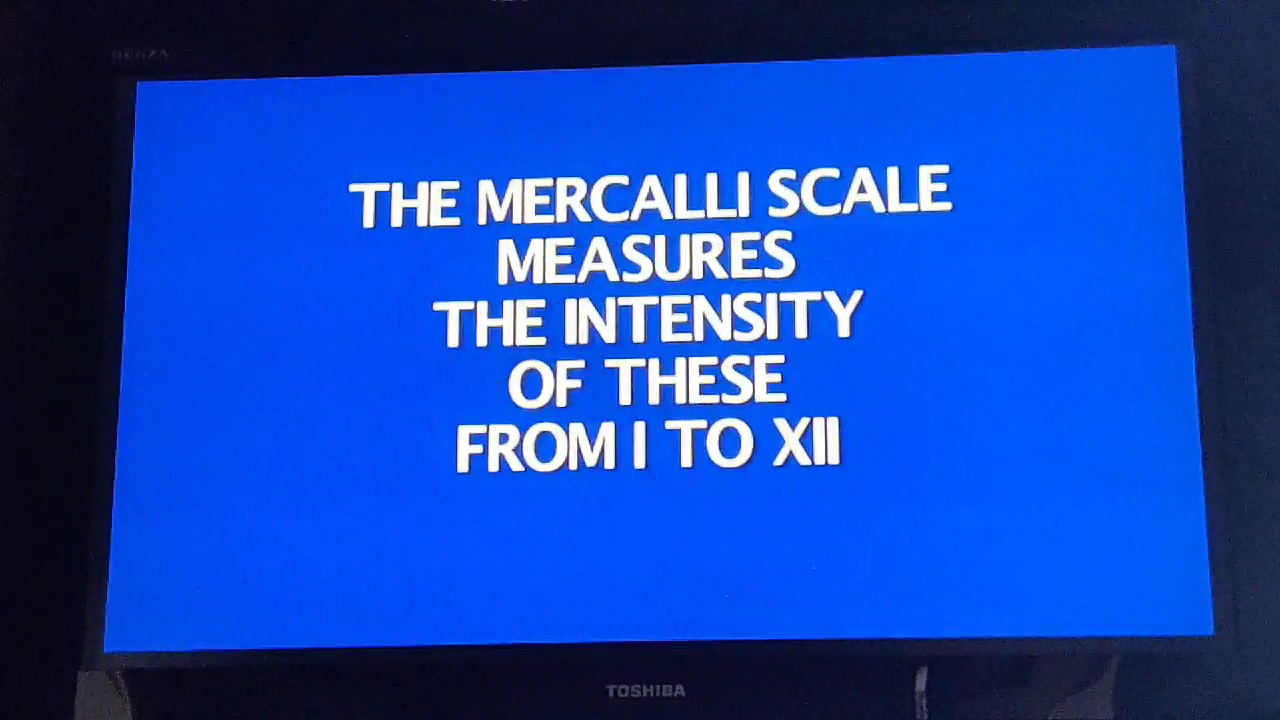 THE MERCALLI SCALE
MEASURES
THE INTENSITY
OF THESE
FROM I TO XII
TOSHIBA